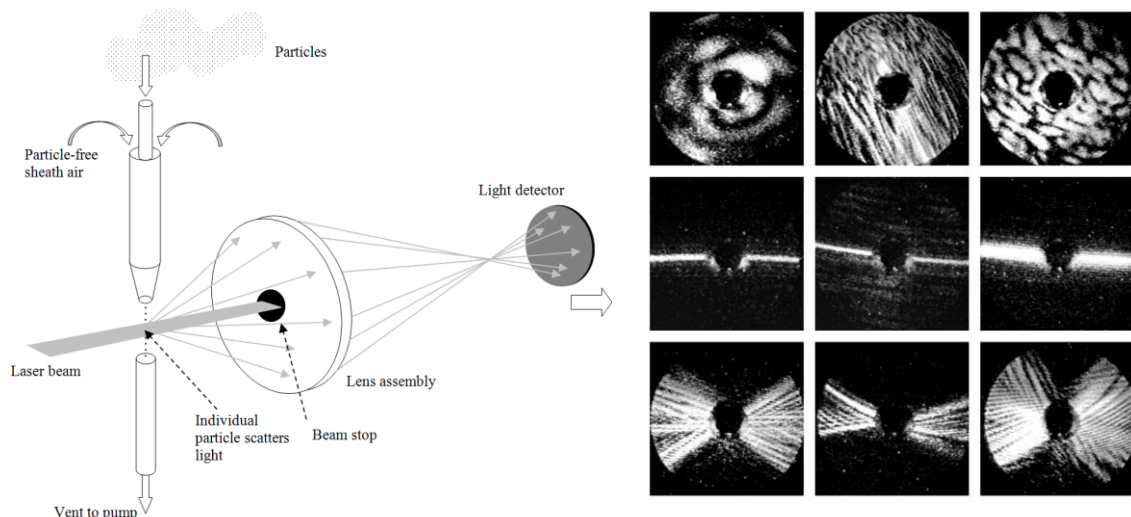 Particles
Particle-free
sheath air
Light detector
Laser beam
Lens assembly
Individual
particle scatters
light
Beam stop
Vent to pump